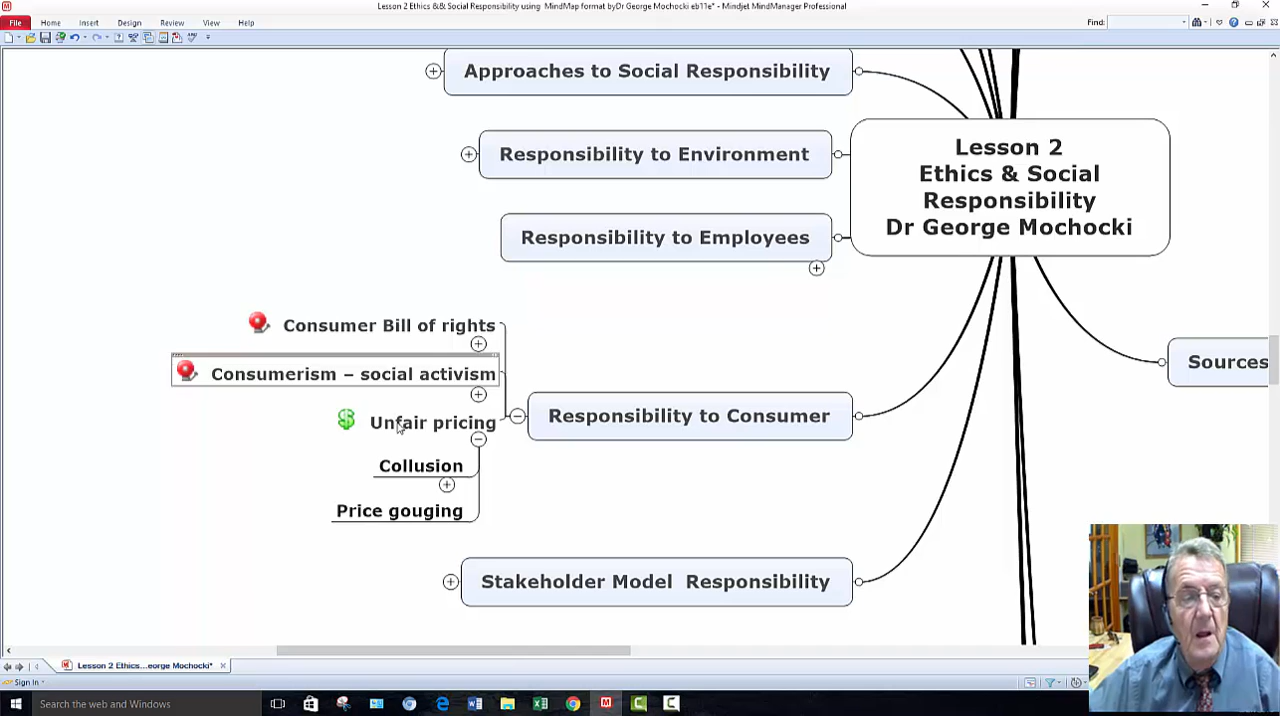 Lesson 2 Ethics && Social Responsibility using MindMap format byDr George Mochocki eb11e* - Mindjet MindManager Professional
File Home Insert Design Review View Help
Find:
Approaches to Social Responsibility
Responsibility to Environment
Responsibility to Employees
Lesson 2
Ethics & Social
Responsibility
Dr George Mochocki
Consumer Bill of rights
Consumerism – social activism
Unfair pricing
Collusion
Price gouging
Responsibility to Consumer
Sources
Stakeholder Model Responsibility
Lesson 2 Ethics...eorge Mochocki*
Sign In
Search the web and Windows